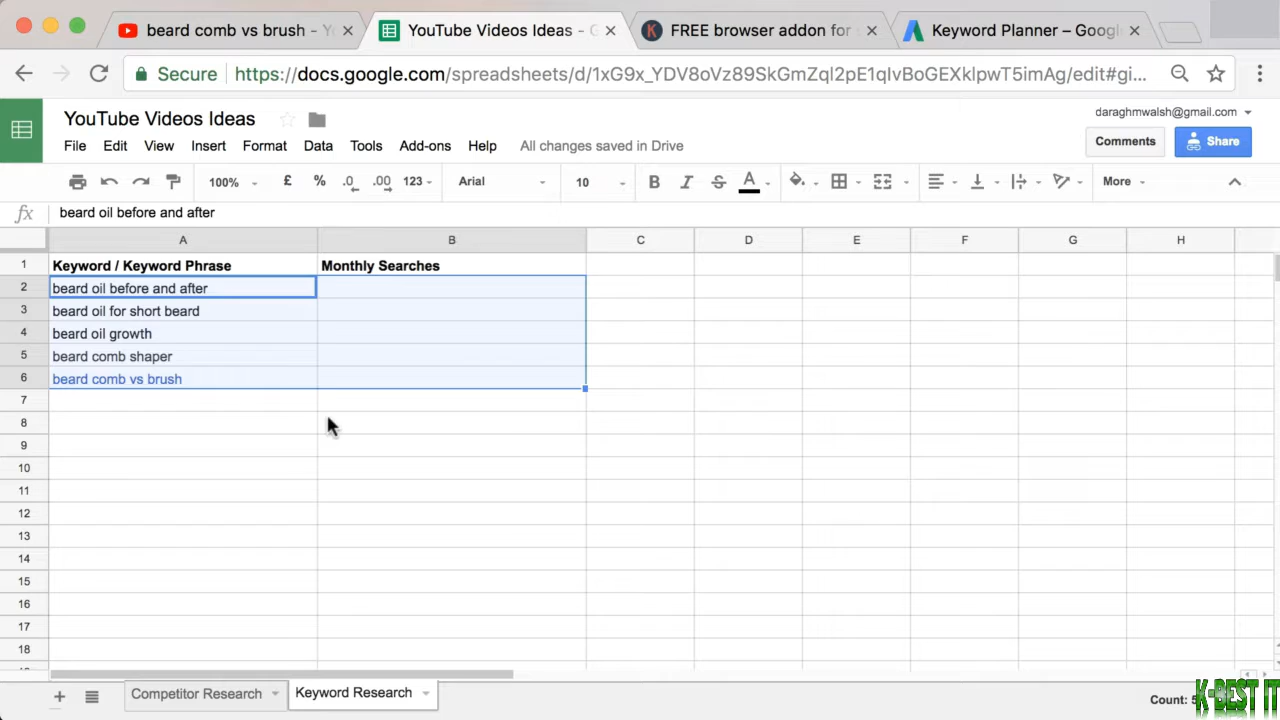 beard comb vs brush - Y
YouTube Videos Ideas - G
FREE browser addon for
Keyword Planner – Googl
Secure
https://docs.google.com/spreadsheets/d/1xG9x_YDV8oVz89SkGmZql2pE1qIvBoGEXklpwT5imAg/edit#gi...
YouTube Videos Ideas
daraghmwalsh@gmail.com
File Edit View Insert Format Data Tools Add-ons Help All changes saved in Drive
Comments
Share
100% £ % .0 .00 123 Arial 10 B I S A More
fx beard oil before and after
A B C D E F G H
1 Keyword / Keyword Phrase Monthly Searches
2 beard oil before and after
3 beard oil for short beard
4 beard oil growth
5 beard comb shaper
6 beard comb vs brush
7
8
9
10
11
12
13
14
15
16
17
18
+ Competitor Research Keyword Research
Count:
K-BEST IT